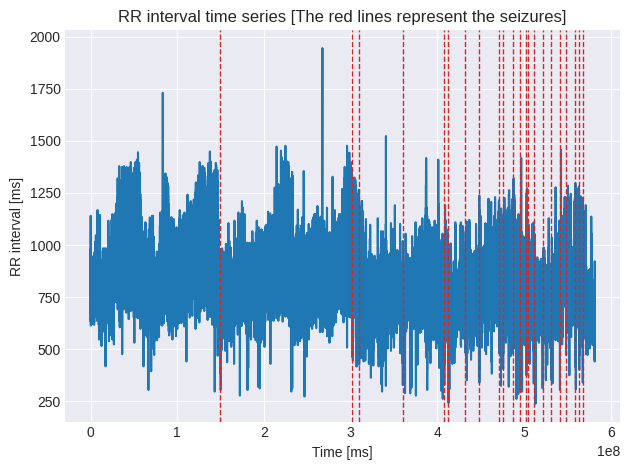 RR interval time series [The red lines represent the seizures]
2000
1750
1500
1250
1000
750
500
250
RR interval [ms]
0 1 2 3 4 5 6
1e8
Time [ms]